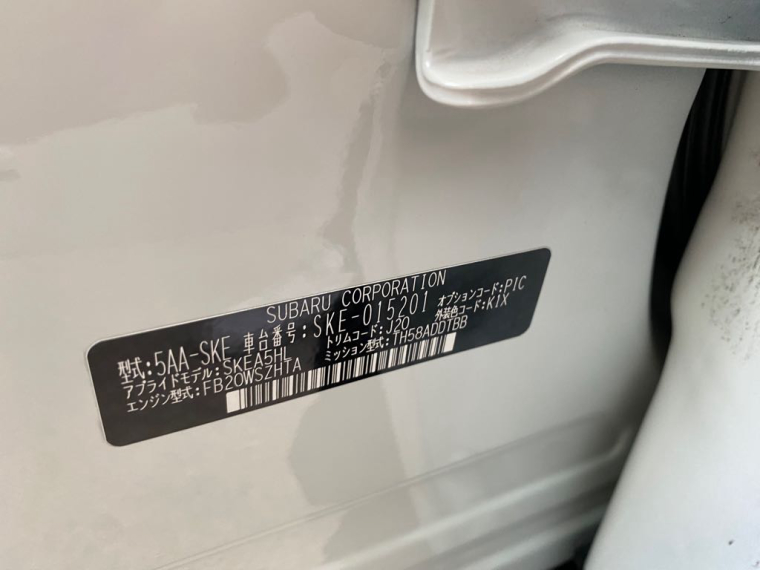 SUBARU CORPORATION
型式:5AA-SKE 車台番号:SKE-015201 オプションコード:PIC
アプライドモデル:SKEA5HL トリムコード:J20 外装色コード:K1X
エンジン型式:FB20WSZHTA ミッション型式:TH58ADDTBB